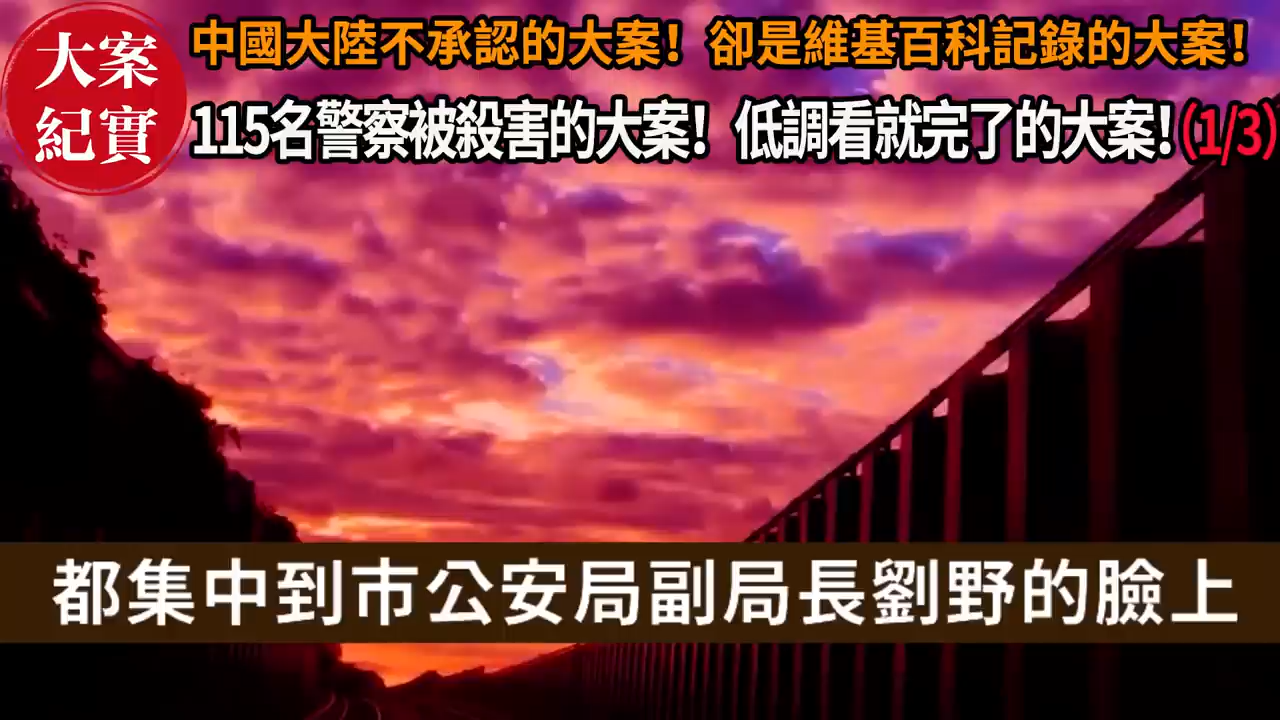 大案
紀實
中國大陸不承認的大案！卻是維基百科記錄的大案！
115名警察被殺害的大案！低調看就完了的大案！(1/3)
都集中到市公安局副局長劉野的臉上